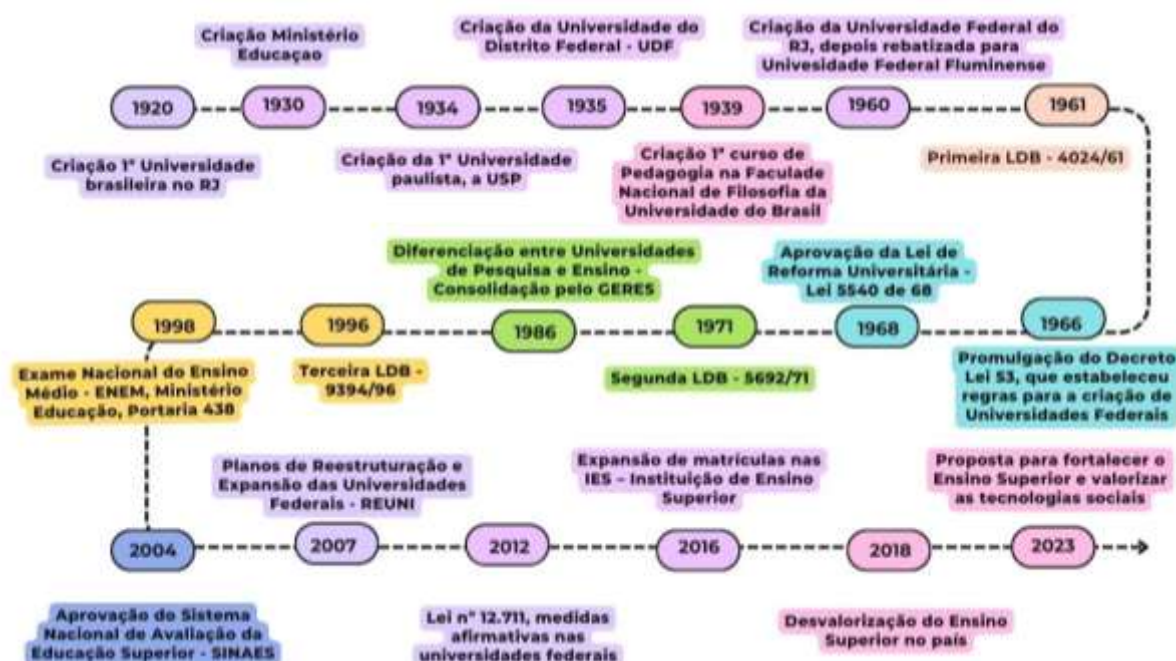 Criação Ministério
Educaçao
Criação da Universidade do
Distrito Federal - UDF
Criação da Universidade Federal do
RJ, depois rebatizada para
Univesidade Federal Fluminense
1920
1930
1934
1935
1939
1960
1961
Criação 1ª Universidade
brasileira no RJ
Criação da 1ª Universidade
paulista, a USP
Criação 1º curso de
Pedagogia na Faculade
Nacional de Filosofia da
Universidade do Brasil
Primeira LDB - 4024/61
Diferenciação entre Universidades
de Pesquisa e Ensino -
Consolidação pelo GERES
Aprovação da Lei de
Reforma Universitária -
Lei 5540 de 68
1998
1996
1986
1971
1968
1966
Exame Nacional do Ensino
Médio - ENEM, Ministério
Educação, Portaria 438
Terceira LDB -
9394/96
Segunda LDB - 5692/71
Promulgação do Decreto
Lei 53, que estabeleceu
regras para a criação de
Universidades Federais
Planos de Reestruturação e
Expansão das Universidades
Federais - REUNI
Expansão de matrículas nas
IES – Instituição de Ensino
Superior
Proposta para fortalecer o
Ensino Superior e valorizar
as tecnologias sociais
2004
2007
2012
2016
2018
2023
Aprovação do Sistema
Nacional de Avaliação da
Educação Superior - SINAES
Lei nº 12.711, medidas
afirmativas nas
universidades federais
Desvalorização do Ensino
Superior no país